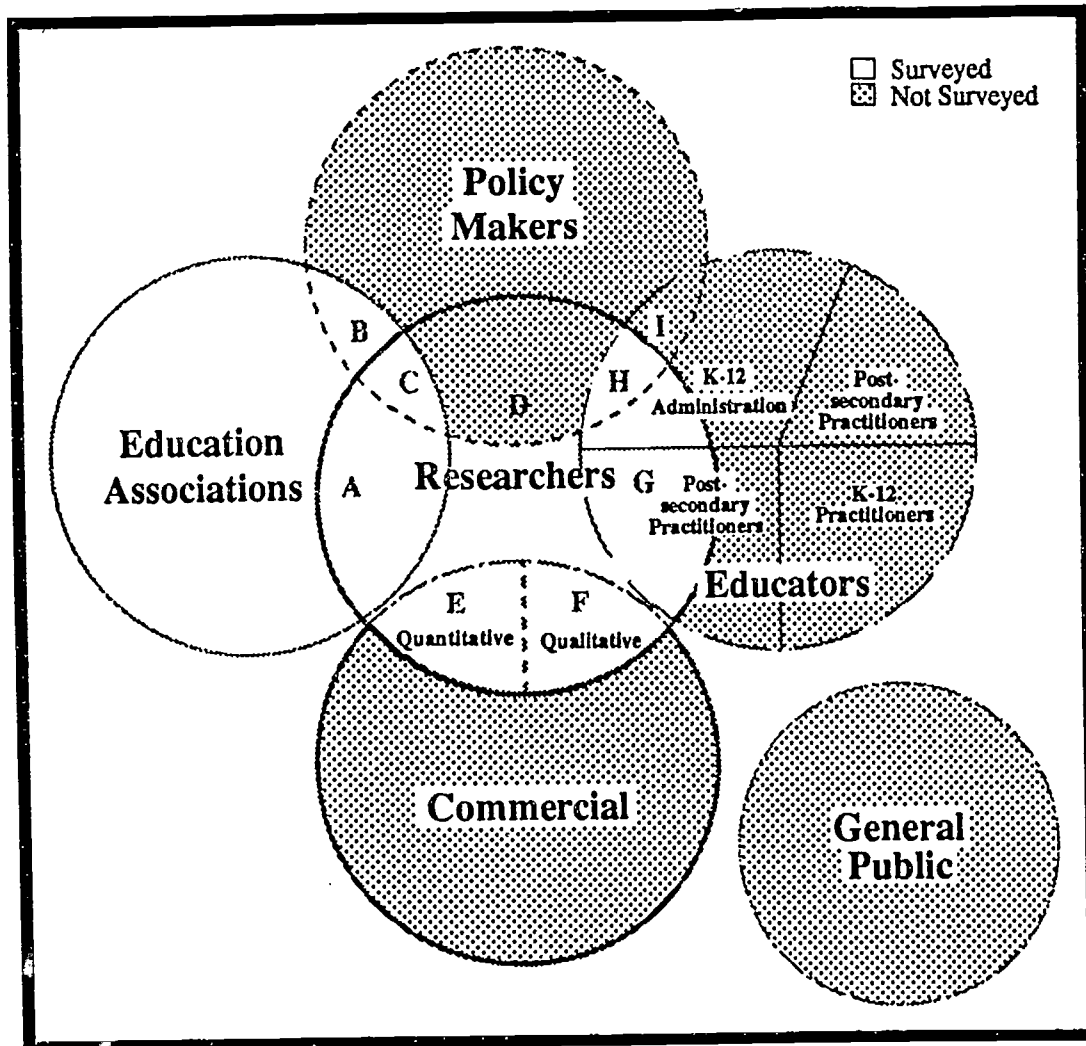 Surveyed
Not Surveyed
Policy
Makers
B
I
C
H
K-12
Administration
Post-
secondary
Practitioners
D
Education
Associations
A
Researchers
G
Post-
secondary
Practitioners
K-12
Practitioners
Educators
E
Quantitative
F
Qualitative
Commercial
General
Public